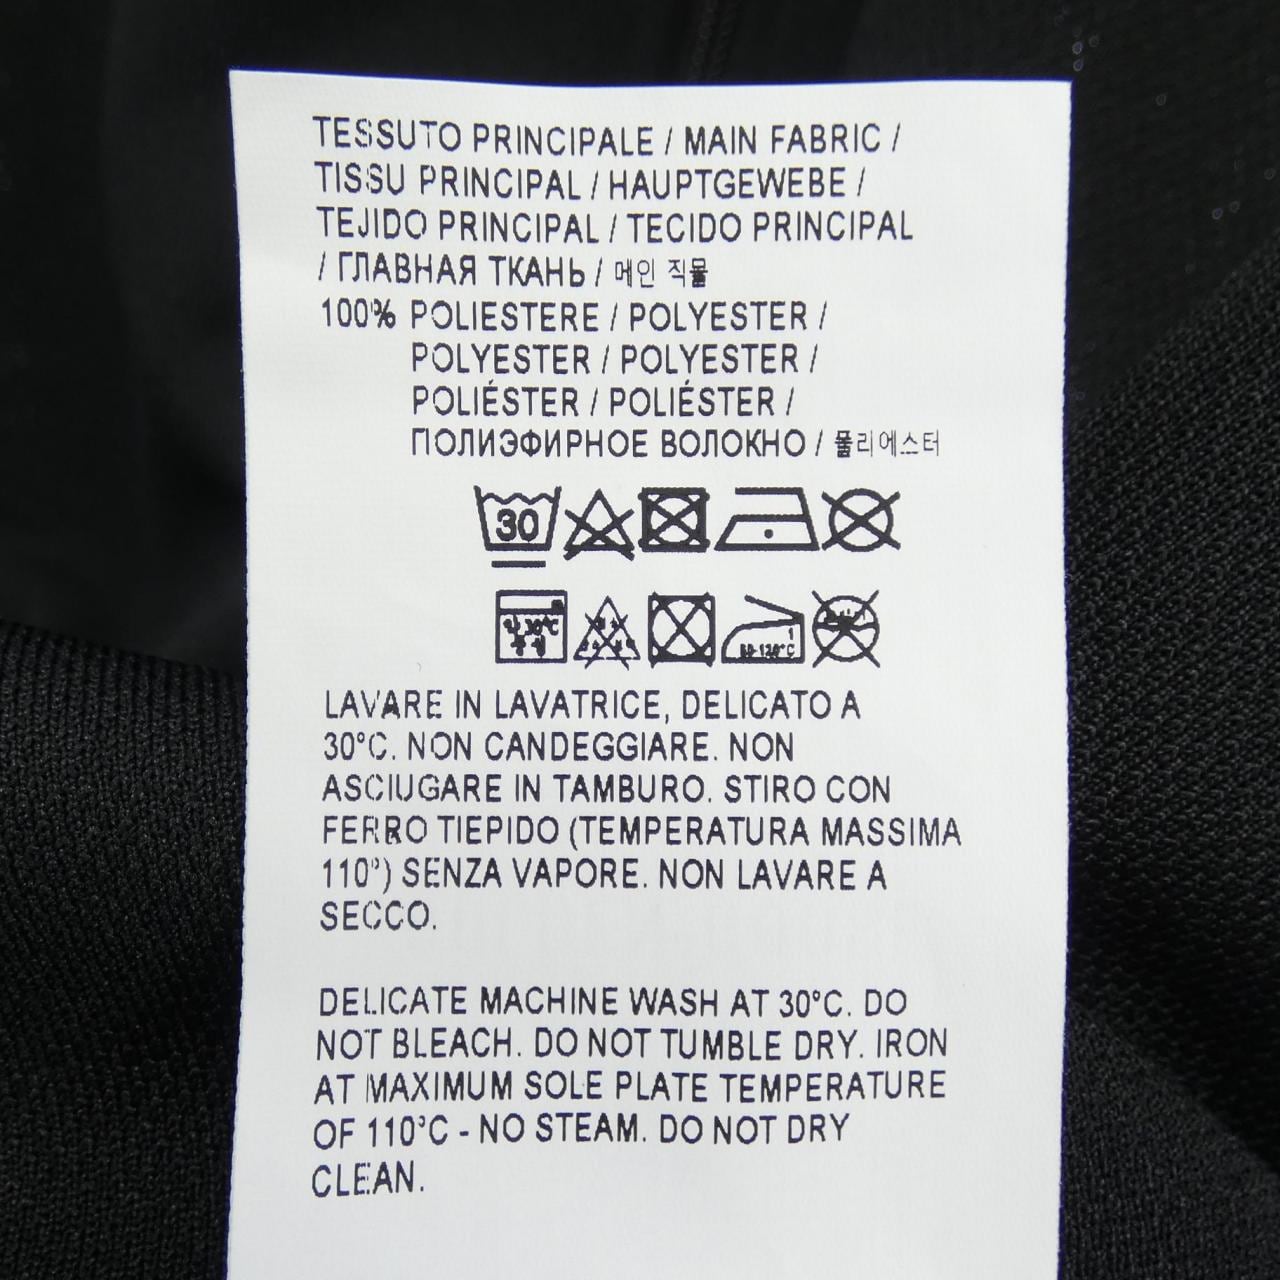 TESSUTO PRINCIPALE / MAIN FABRIC /
TISSU PRINCIPAL / HAUPTGEWEBE /
TEJIDO PRINCIPAL / TECIDO PRINCIPAL
/ ГЛАВНАЯ ТКАНЬ / 메인 직물
100% POLIESTERE / POLYESTER /
POLYESTER / POLYESTER /
POLIÉSTER / POLIÉSTER /
ПОЛИЭФИРНОЕ ВОЛОКНО / 폴리에스터
30
30°C
LAVARE IN LAVATRICE, DELICATO A
30°C. NON CANDEGGIARE. NON
ASCIUGARE IN TAMBURO. STIRO CON
FERRO TIEPIDO (TEMPERATURA MASSIMA
110°) SENZA VAPORE. NON LAVARE A
SECCO.
DELICATE MACHINE WASH AT 30°C. DO
NOT BLEACH. DO NOT TUMBLE DRY. IRON
AT MAXIMUM SOLE PLATE TEMPERATURE
OF 110°C - NO STEAM. DO NOT DRY
CLEAN.